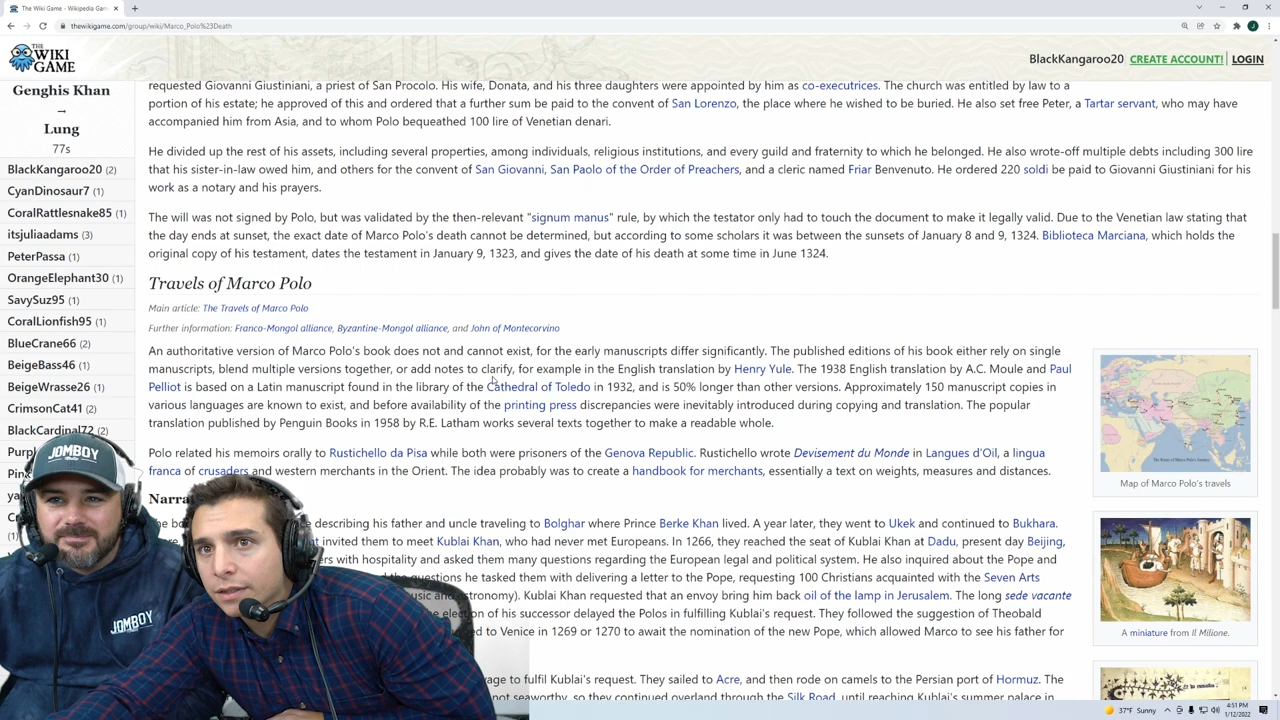 The Wiki Game - Wikipedia Gam
thewikigame.com/group/wiki/Marco_Polo%23Death
THE WIKI GAME
BlackKangaroo20 CREATE ACCOUNT! | LOGIN
Genghis Khan
→
Lung
77s
BlackKangaroo20 (2)
CyanDinosaur7 (1)
CoralRattlesnake85 (1)
itsjuliaadams (3)
PeterPassa (1)
OrangeElephant30 (1)
SavySuz95 (1)
CoralLionfish95 (1)
BlueCrane66 (2)
BeigeBass46 (1)
BeigeWrasse26 (1)
CrimsonCat41 (2)
BlackCardinal72 (2)
Purpl
Pin
ya
Cr
(1)
requested Giovanni Giustiniani, a priest of San Procolo. His wife, Donata, and his three daughters were appointed by him as co-executrices. The church was entitled by law to a
portion of his estate; he approved of this and ordered that a further sum be paid to the convent of San Lorenzo, the place where he wished to be buried. He also set free Peter, a Tartar servant, who may have
accompanied him from Asia, and to whom Polo bequeathed 100 lire of Venetian denari.
He divided up the rest of his assets, including several properties, among individuals, religious institutions, and every guild and fraternity to which he belonged. He also wrote-off multiple debts including 300 lire
that his sister-in-law owed him, and others for the convent of San Giovanni, San Paolo of the Order of Preachers, and a cleric named Friar Benvenuto. He ordered 220 soldi be paid to Giovanni Giustiniani for his
work as a notary and his prayers.
The will was not signed by Polo, but was validated by the then-relevant "signum manus" rule, by which the testator only had to touch the document to make it legally valid. Due to the Venetian law stating that
the day ends at sunset, the exact date of Marco Polo's death cannot be determined, but according to some scholars it was between the sunsets of January 8 and 9, 1324. Biblioteca Marciana, which holds the
original copy of his testament, dates the testament in January 9, 1323, and gives the date of his death at some time in June 1324.
Travels of Marco Polo
Main article: The Travels of Marco Polo
Further information: Franco-Mongol alliance, Byzantine-Mongol alliance, and John of Montecorvino
An authoritative version of Marco Polo's book does not and cannot exist, for the early manuscripts differ significantly. The published editions of his book either rely on single
manuscripts, blend multiple versions together, or add notes to clarify, for example in the English translation by Henry Yule. The 1938 English translation by A.C. Moule and Paul
Pelliot is based on a Latin manuscript found in the library of the Cathedral of Toledo in 1932, and is 50% longer than other versions. Approximately 150 manuscript copies in
various languages are known to exist, and before availability of the printing press discrepancies were inevitably introduced during copying and translation. The popular
translation published by Penguin Books in 1958 by R.E. Latham works several texts together to make a readable whole.
Polo related his memoirs orally to Rustichello da Pisa while both were prisoners of the Genova Republic. Rustichello wrote Devisement du Monde in Langues d'Oïl, a lingua
franca of crusaders and western merchants in the Orient. The idea probably was to create a handbook for merchants, essentially a text on weights, measures and distances.
Map of Marco Polo's travels
Narra
describing his father and uncle traveling to Bolghar where Prince Berke Khan lived. A year later, they went to Ukek and continued to Bukhara.
invited them to meet Kublai Khan, who had never met Europeans. In 1266, they reached the seat of Kublai Khan at Dadu, present day Beijing,
ers with hospitality and asked them many questions regarding the European legal and political system. He also inquired about the Pope and
the questions he tasked them with delivering a letter to the Pope, requesting 100 Christians acquainted with the Seven Arts
usic and astronomy). Kublai Khan requested that an envoy bring him back oil of the lamp in Jerusalem. The long sede vacante
e election of his successor delayed the Polos in fulfilling Kublai's request. They followed the suggestion of Theobald
ed to Venice in 1269 or 1270 to await the nomination of the new Pope, which allowed Marco to see his father for
A miniature from Il Milione.
yage to fulfil Kublai's request. They sailed to Acre, and then rode on camels to the Persian port of Hormuz. The
not seaworthy, so they continued overland through the Silk Road, until reaching Kublai's summer palace in
JOMBOY
JOMBOY
37°F Sunny
4:51 PM
1/12/2022